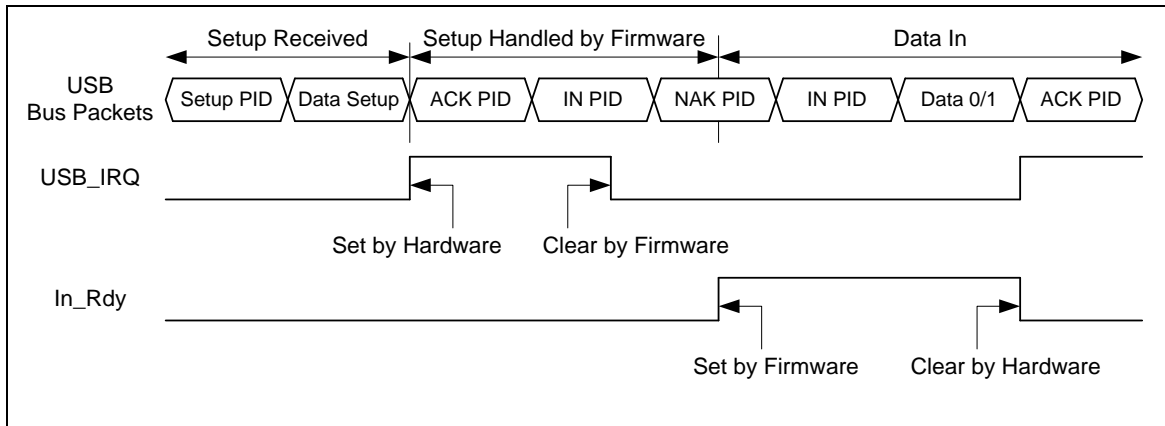 Setup Received Setup Handled by Firmware Data In
USB
Bus Packets
Setup PID Data Setup ACK PID IN PID NAK PID IN PID Data 0/1 ACK PID
USB_IRQ
Set by Hardware Clear by Firmware
In_Rdy
Set by Firmware Clear by Hardware